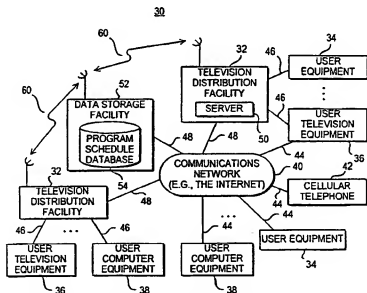 30
60
32
34
46
USER EQUIPMENT
TELEVISION DISTRIBUTION FACILITY
SERVER
52
DATA STORAGE FACILITY
PROGRAM SCHEDULE DATABASE
46
USER TELEVISION EQUIPMENT
60
48
48
50
44
36
54
COMMUNICATIONS NETWORK (E.G., THE INTERNET)
40
42
CELLULAR TELEPHONE
32
TELEVISION DISTRIBUTION FACILITY
48
44
44
46
46
44
USER EQUIPMENT
34
USER TELEVISION EQUIPMENT
36
USER COMPUTER EQUIPMENT
38
USER COMPUTER EQUIPMENT
38